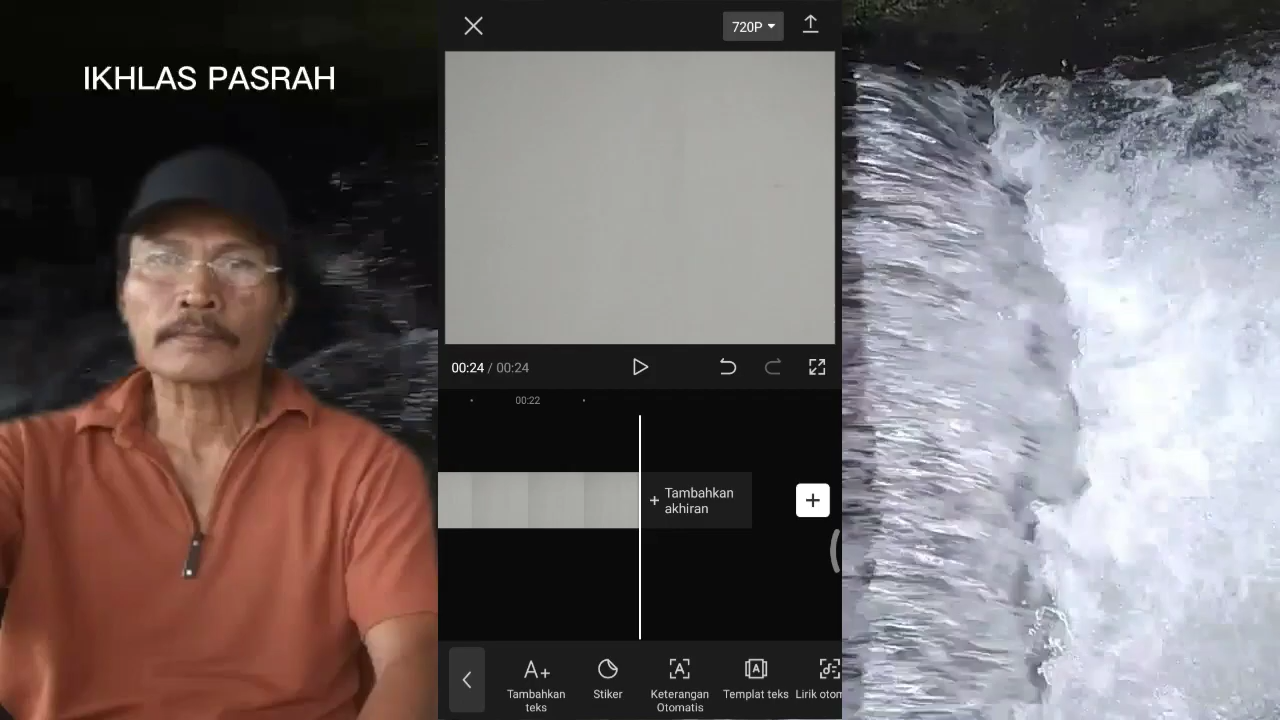 IKHLAS PASRAH
720P
00:24 / 00:24
00:22
+ Tambahkan
akhiran
Tambahkan
teks
Stiker
Keterangan
Otomatis
Templat teks
Lirik otom